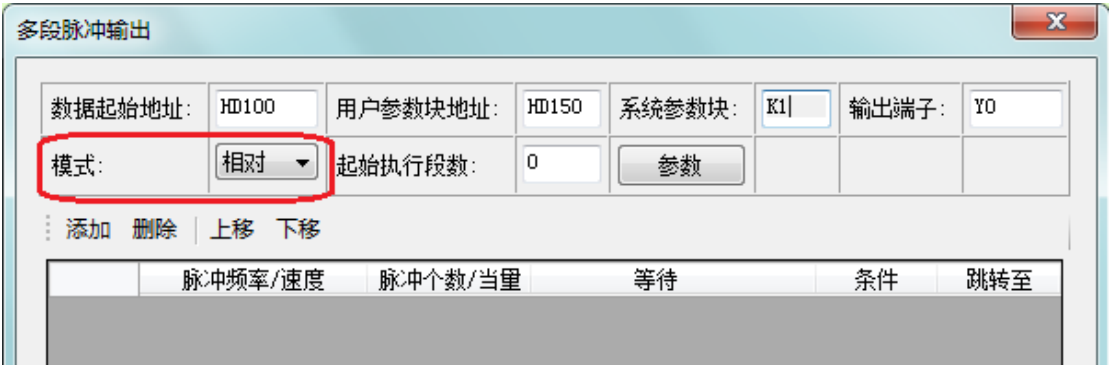 多段脉冲输出
数据起始地址: HD100 用户参数块地址: HD150 系统参数块: K1 输出端子: Y0
模式: 相对 起始执行段数: 0 参数
添加 删除 上移 下移
脉冲频率/速度 脉冲个数/当量 等待 条件 跳转至